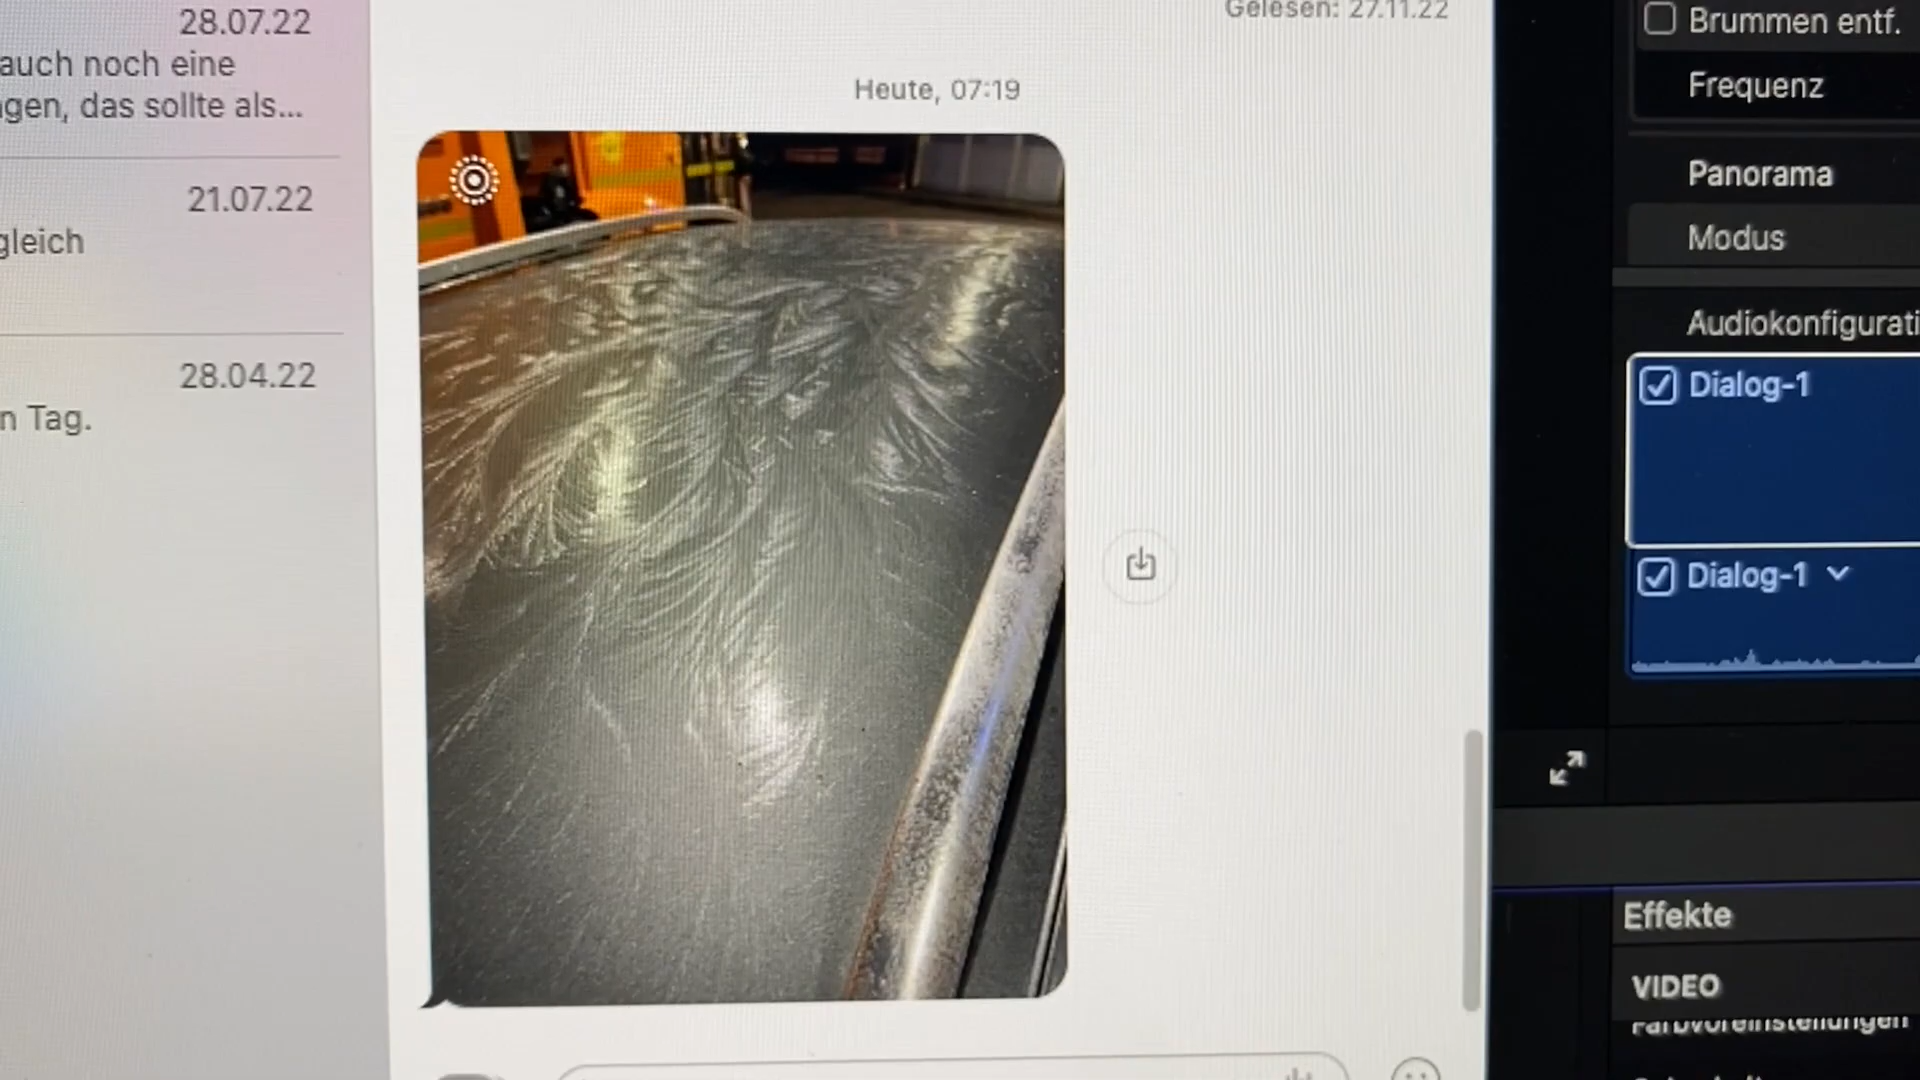 28.07.22
auch noch eine
gen, das sollte als...
21.07.22
gleich
28.04.22
n Tag.
Gelesen: 27.11.22
Heute, 07:19
Brummen entf.
Frequenz
Panorama
Modus
Audiokonfigurati
Dialog-1
Dialog-1
Effekte
VIDEO
Farbvoreinstellungen